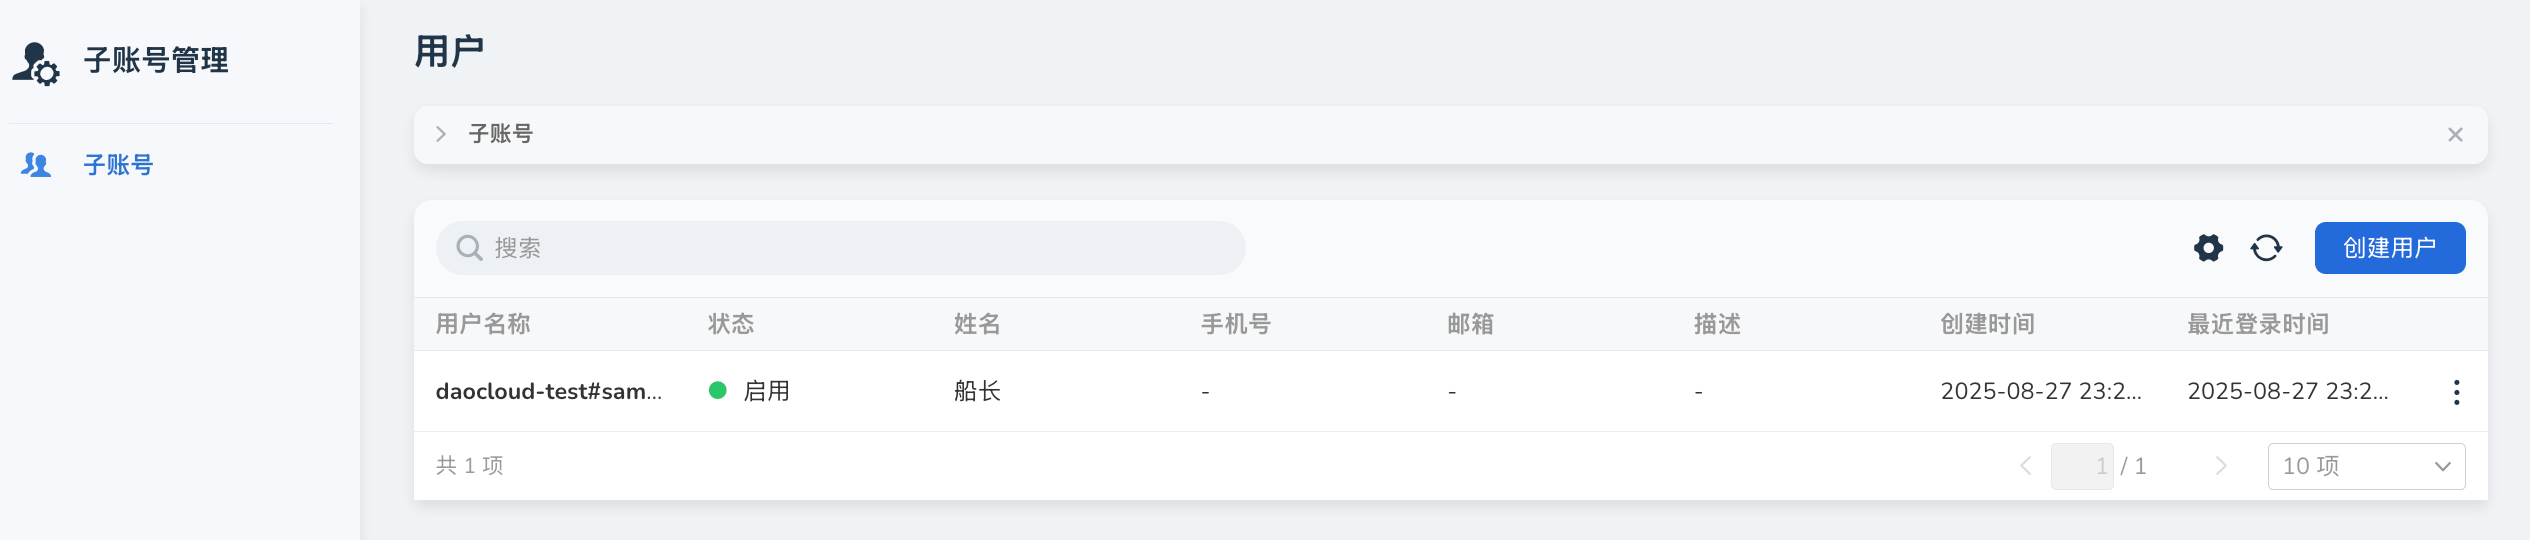 子账号管理
子账号
用户
子账号
搜索
创建用户
用户名称 状态 姓名 手机号 邮箱 描述 创建时间 最近登录时间
daocloud-test#sam... 启用 船长 - - - 2025-08-27 23:2... 2025-08-27 23:2...
共 1 项
1 / 1
10 项